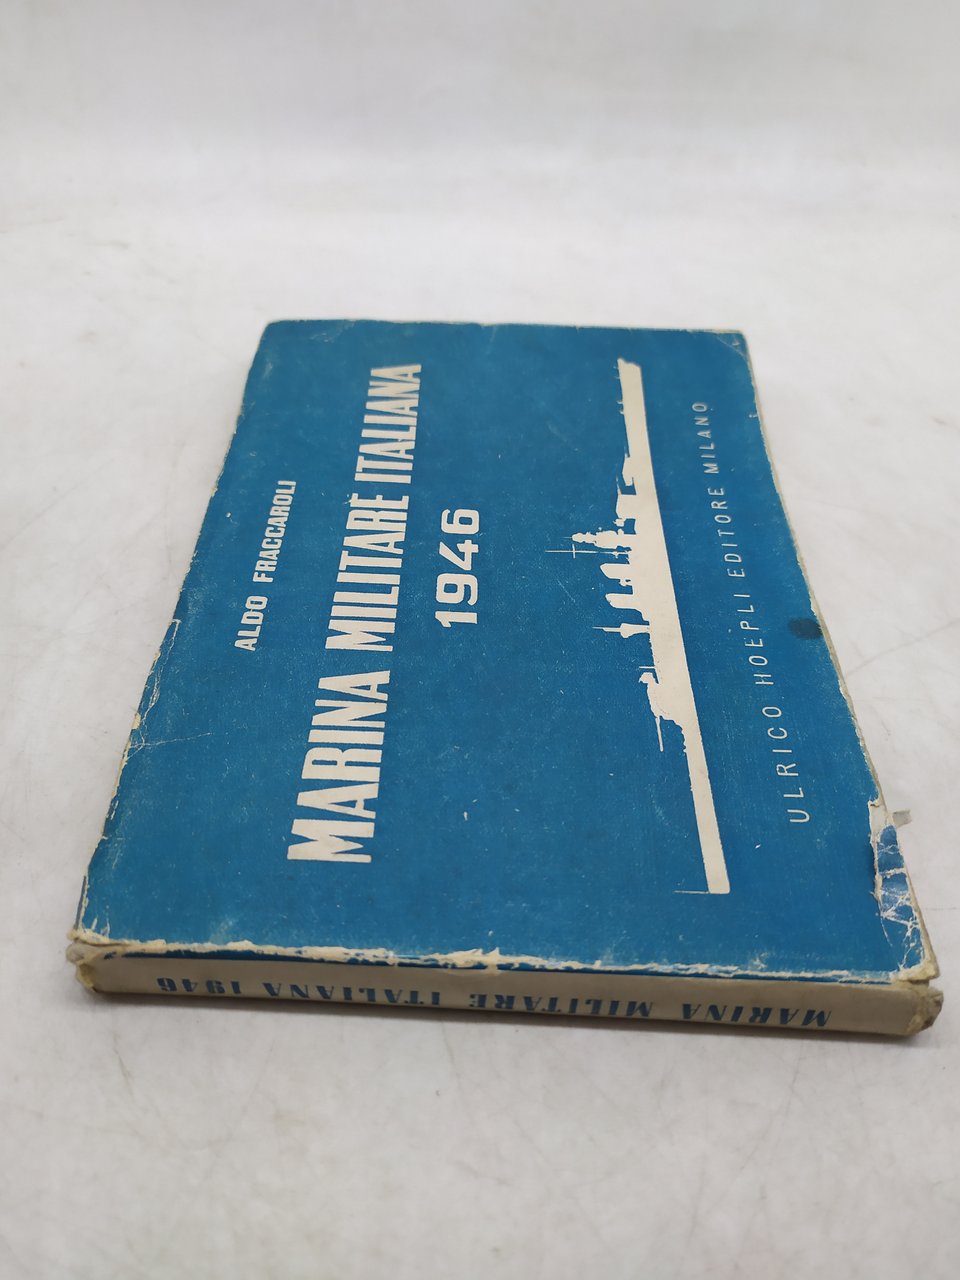 ALDO FRACCAROLI
MARINA MILITARE ITALIANA
1946
ULRICO HOEPLI EDITORE MILANO
MARINA MILITARE ITALIANA 1946